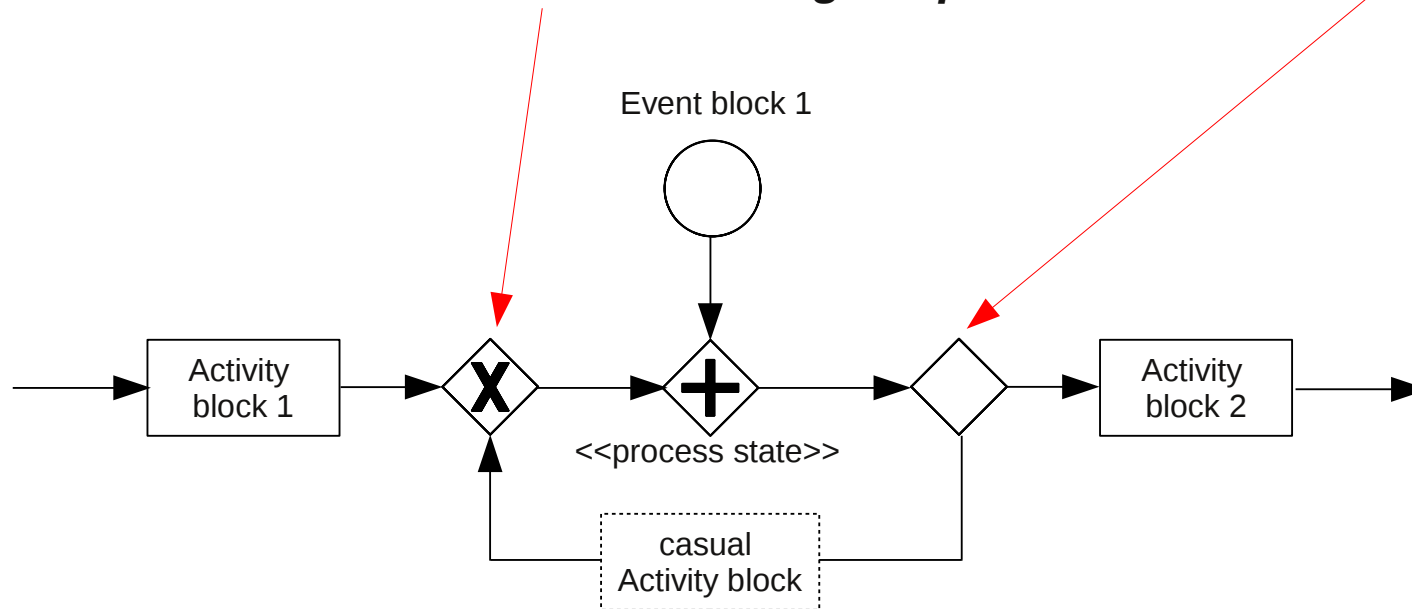 Event block 1
Activity
block 1
X
Activity
block 2
<<process state>>
casual
Activity block